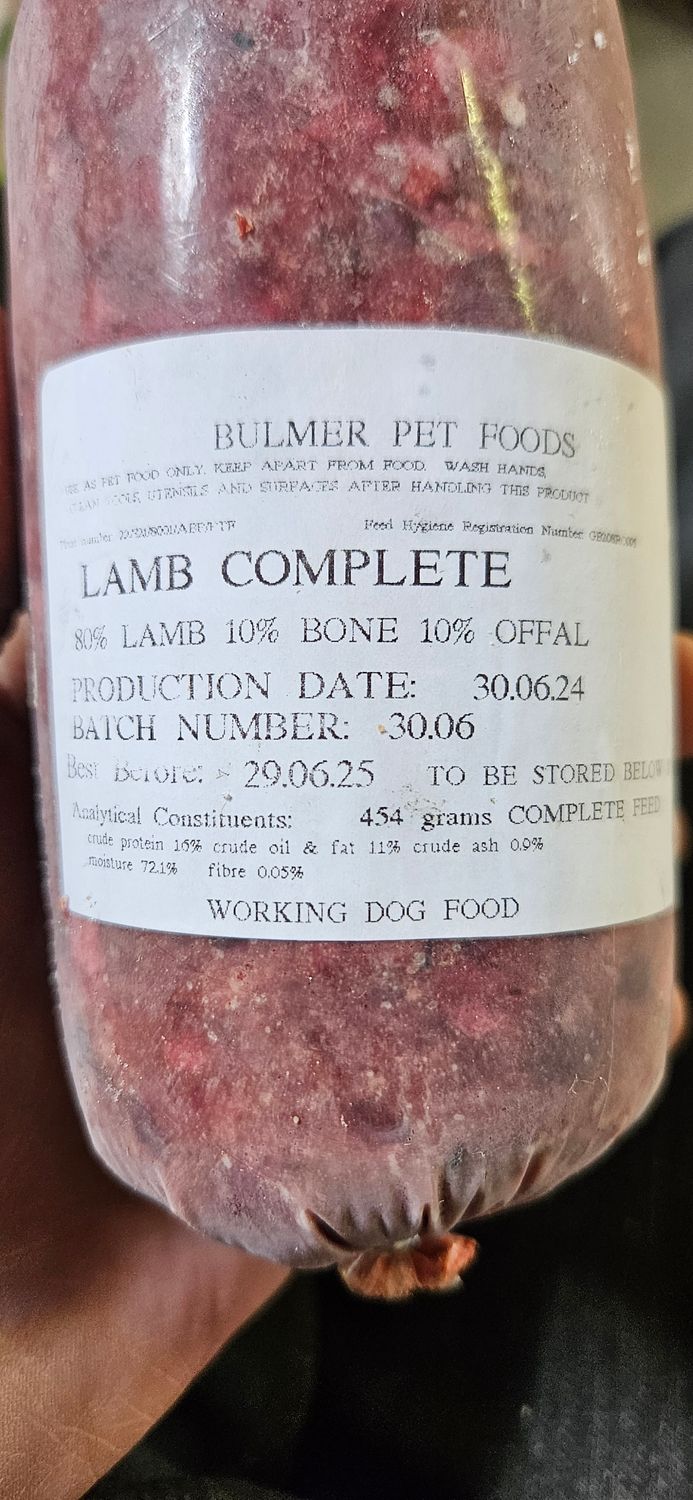 BULMER PET FOODS
AS PET FOOD ONLY. KEEP APART FROM FOOD. WASH HANDS,
UTENSILS AND SURFACES AFTER HANDLING THIS PRODUCT
number Feed Hygiene Registration Number
LAMB COMPLETE
80% LAMB 10% BONE 10% OFFAL
PRODUCTION DATE: 30.06.24
BATCH NUMBER: 30.06
Best Before: 29.06.25 TO BE STORED BELOW
Analytical Constituents: 454 grams COMPLETE FEED
crude protein 16% crude oil & fat 11% crude ash 0.9%
moisture 72.1% fibre 0.05%
WORKING DOG FOOD